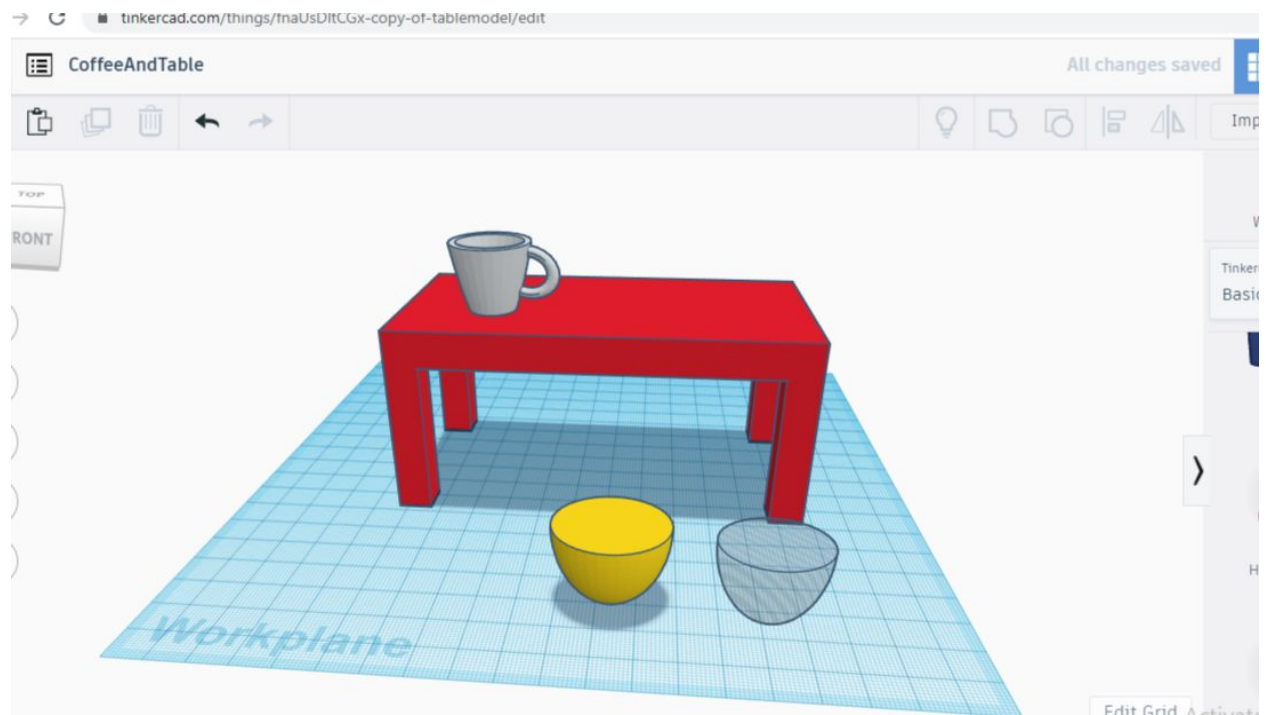 tinkercad.com/things/fnaUsDltCGx-copy-of-tablemodel/edit
CoffeeAndTable
All changes saved
Imp
TOP
RONT
Tinker
Basic
H
Workplane
Edit Grid